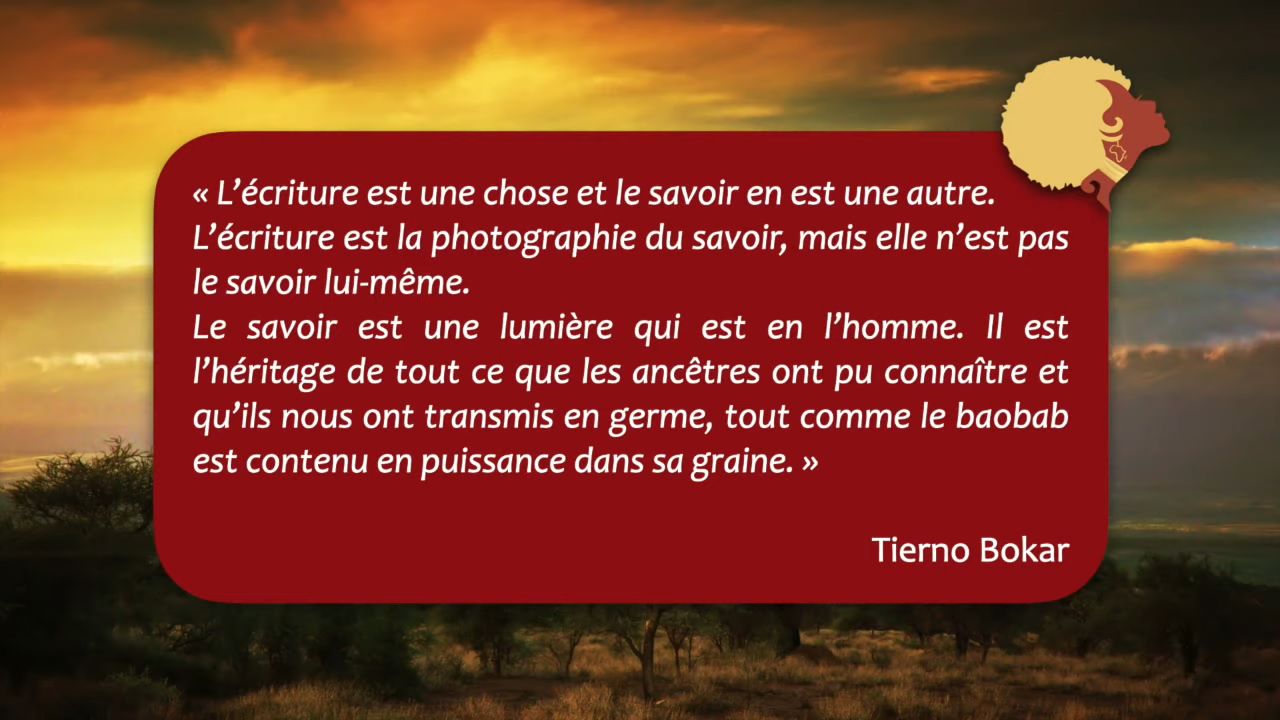 « L’écriture est une chose et le savoir en est une autre.
L’écriture est la photographie du savoir, mais elle n’est pas
le savoir lui-même.
Le savoir est une lumière qui est en l’homme. Il est
l’héritage de tout ce que les ancêtres ont pu connaître et
qu’ils nous ont transmis en germe, tout comme le baobab
est contenu en puissance dans sa graine. »
Tierno Bokar